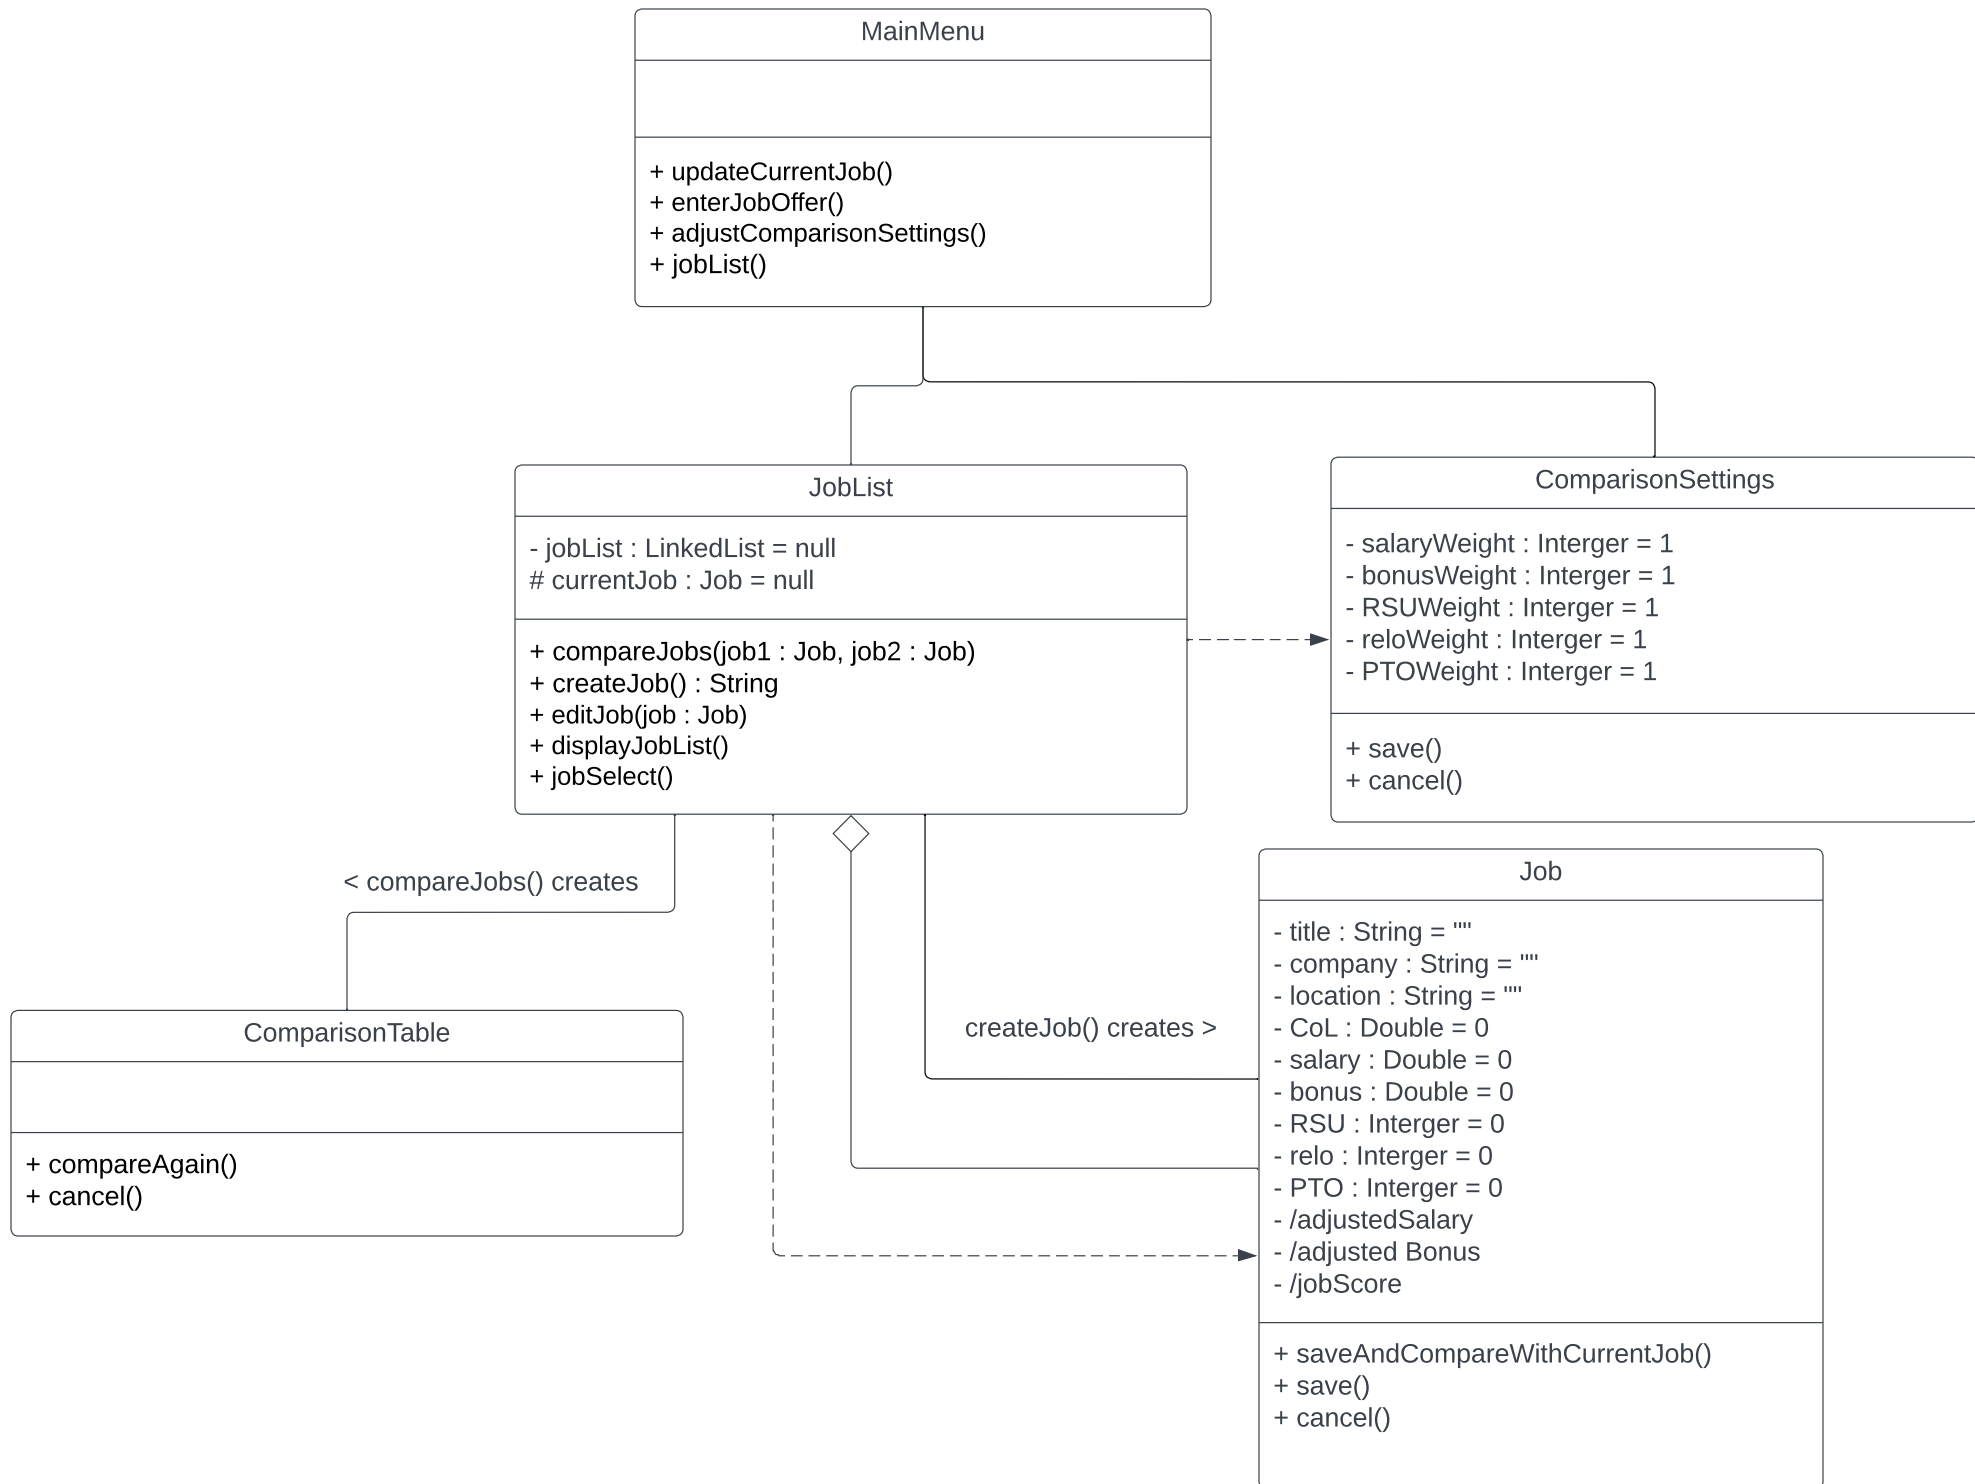 MainMenu
+ updateCurrentJob()
+ enterJobOffer()
+ adjustComparisonSettings()
+ jobList()
JobList
- jobList : LinkedList = null
# currentJob : Job = null
+ compareJobs(job1 : Job, job2 : Job)
+ createJob() : String
+ editJob(job : Job)
+ displayJobList()
+ jobSelect()
ComparisonSettings
- salaryWeight : Interger = 1
- bonusWeight : Interger = 1
- RSUWeight : Interger = 1
- reloWeight : Interger = 1
- PTOWeight : Interger = 1
+ save()
+ cancel()
< compareJobs() creates
ComparisonTable
+ compareAgain()
+ cancel()
createJob() creates >
Job
- title : String = ""
- company : String = ""
- location : String = ""
- CoL : Double = 0
- salary : Double = 0
- bonus : Double = 0
- RSU : Interger = 0
- relo : Interger = 0
- PTO : Interger = 0
- /adjustedSalary
- /adjusted Bonus
- /jobScore
+ saveAndCompareWithCurrentJob()
+ save()
+ cancel()